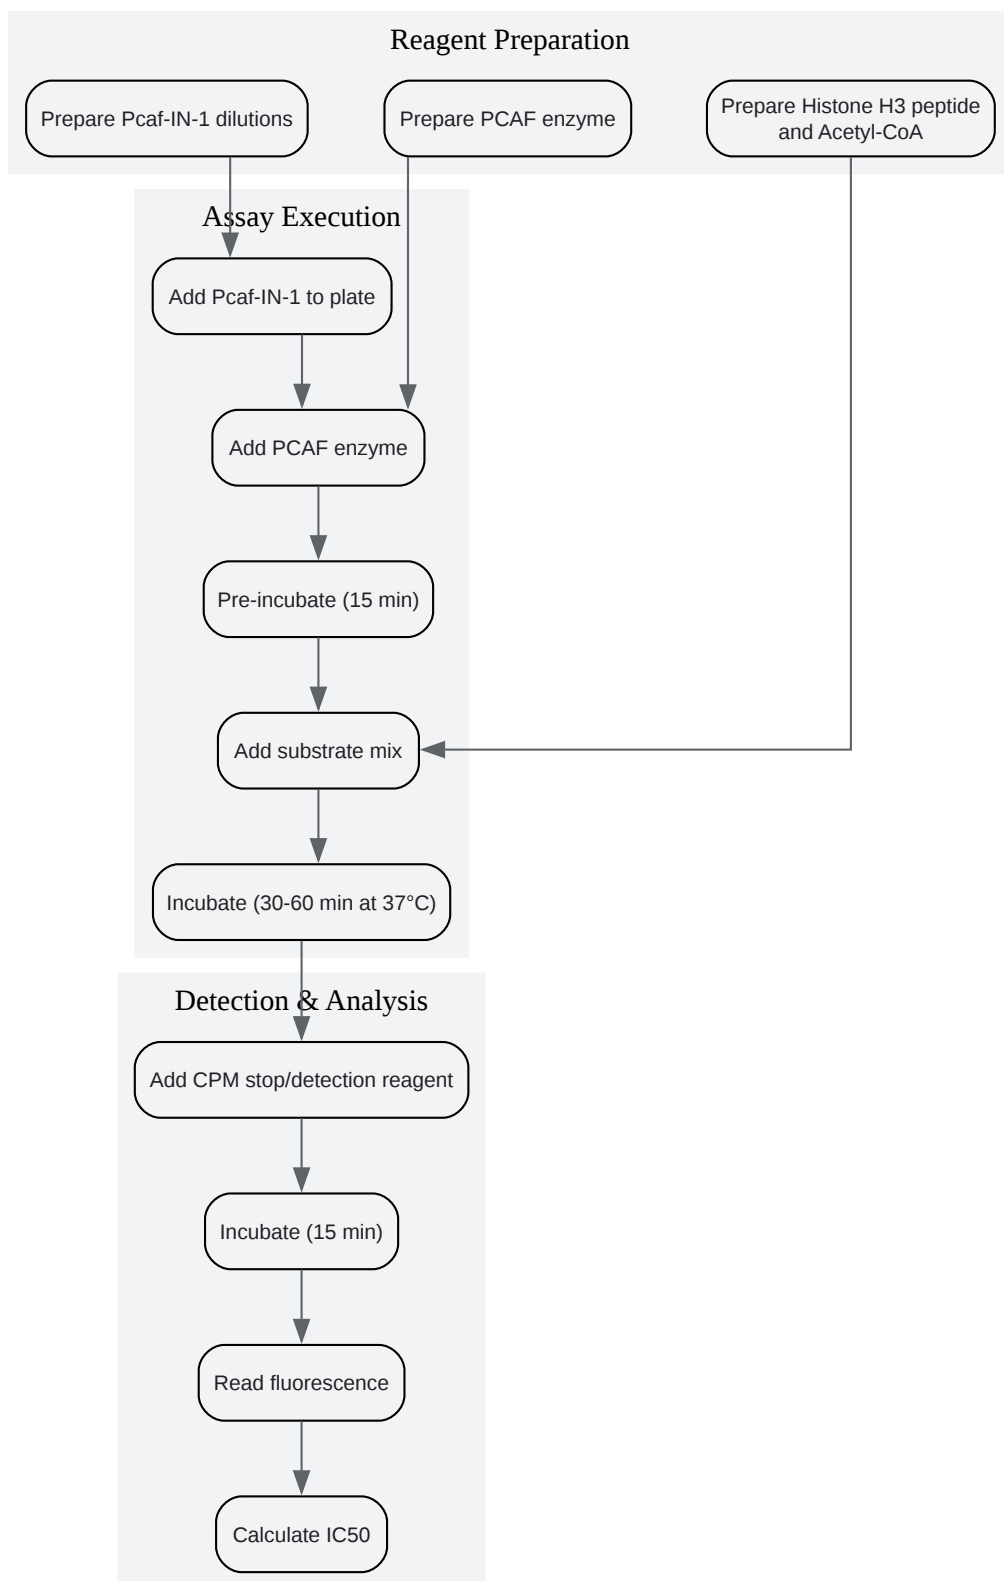 Reagent Preparation
Prepare Pcaf-IN-1 dilutions
Prepare PCAF enzyme
Prepare Histone H3 peptide
and Acetyl-CoA
Assay Execution
Add Pcaf-IN-1 to plate
Add PCAF enzyme
Pre-incubate (15 min)
Add substrate mix
Incubate (30-60 min at 37°C)
Detection & Analysis
Add CPM stop/detection reagent
Incubate (15 min)
Read fluorescence
Calculate IC50